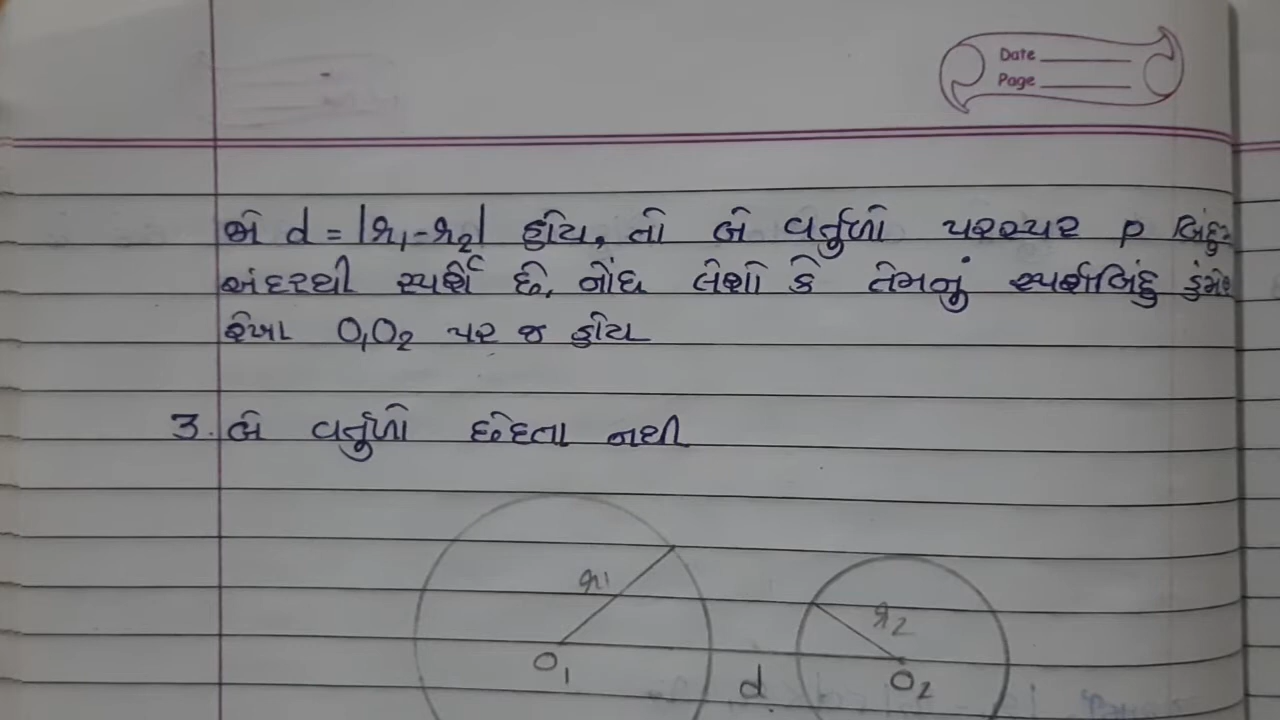 Date
Page
જો d = |r₁-r₂| હોય, તો બે વર્તુળો પરસ્પર P બિંદુએ
અંદરથી સ્પર્શે છે. નોંધ લેશો કે તેમનું સ્પર્શબિંદુ હંમેશા
રેખા O₁O₂ પર જ હોય
3. બે વર્તુળો છેદતા નથી
r₁
r₂
O₁
d
O₂